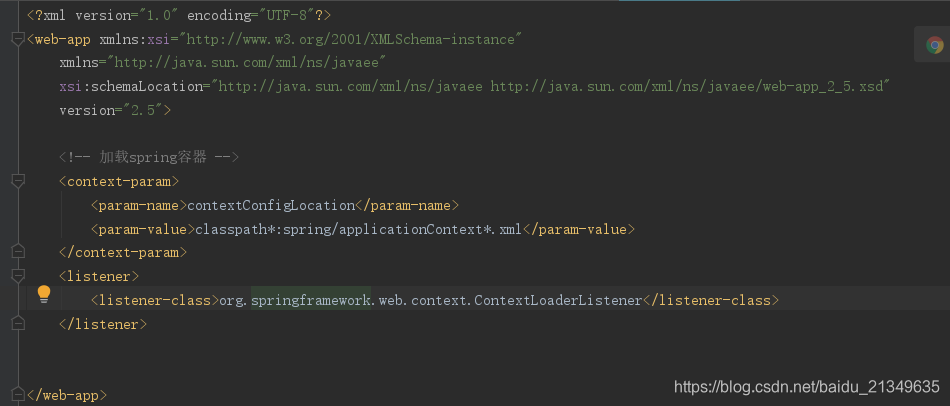 <?xml version="1.0" encoding="UTF-8"?>
<web-app xmlns:xsi="http://www.w3.org/2001/XMLSchema-instance"
xmlns="http://java.sun.com/xml/ns/javaee"
xsi:schemaLocation="http://java.sun.com/xml/ns/javaee http://java.sun.com/xml/ns/javaee/web-app_2_5.xsd"
version="2.5">
<!-- 加载spring容器 -->
<context-param>
<param-name>contextConfigLocation</param-name>
<param-value>classpath*:spring/applicationContext*.xml</param-value>
</context-param>
<listener>
<listener-class>org.springframework.web.context.ContextLoaderListener</listener-class>
</listener>
</web-app>
https://blog.csdn.net/baidu_21349635